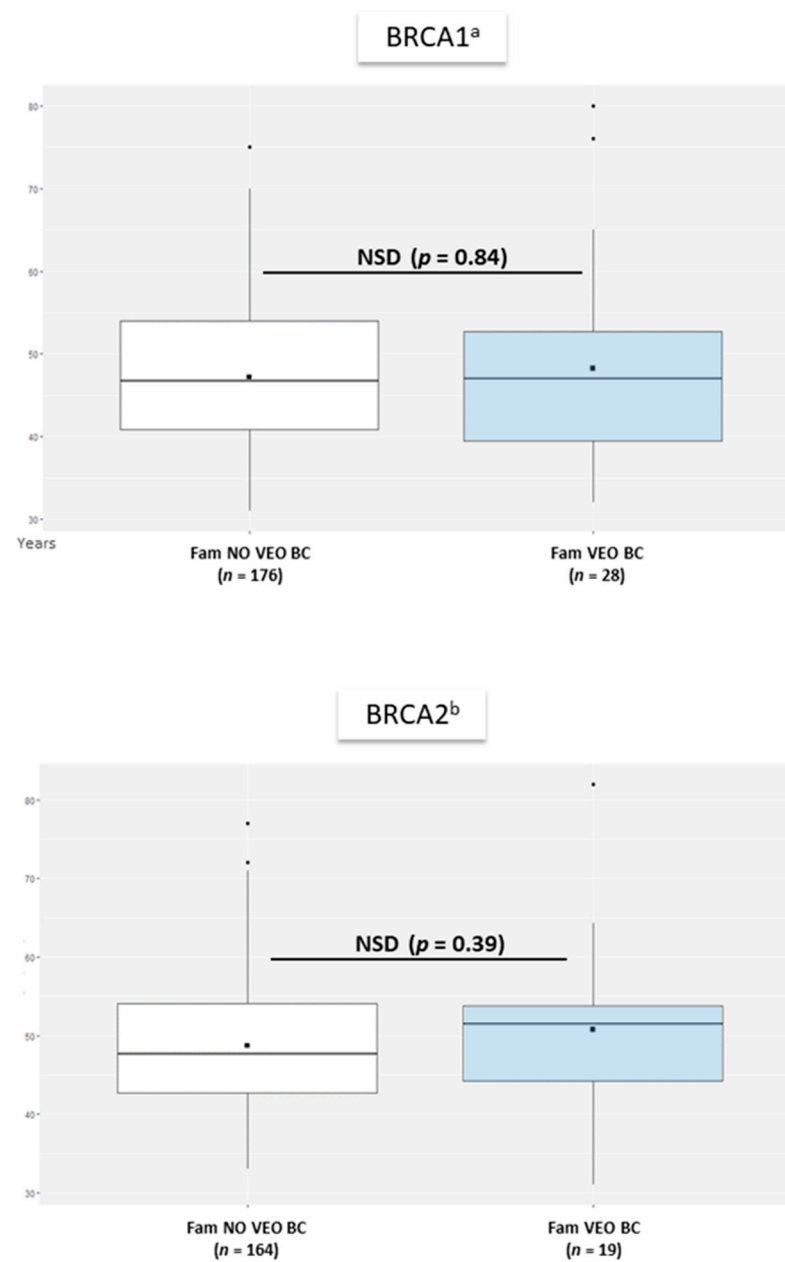 BRCA1ᵃ
80
70
NSD (p = 0.84)
60
50
40
30
Years
Fam NO VEO BC Fam VEO BC
(n = 176) (n = 28)
BRCA2ᵇ
80
70
NSD (p = 0.39)
60
50
40
30
Fam NO VEO BC Fam VEO BC
(n = 164) (n = 19)